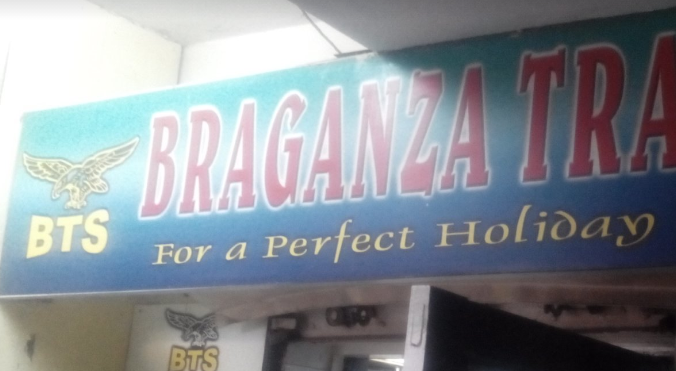 BRAGANZA TRA
BTS
For a Perfect Holiday
BTS